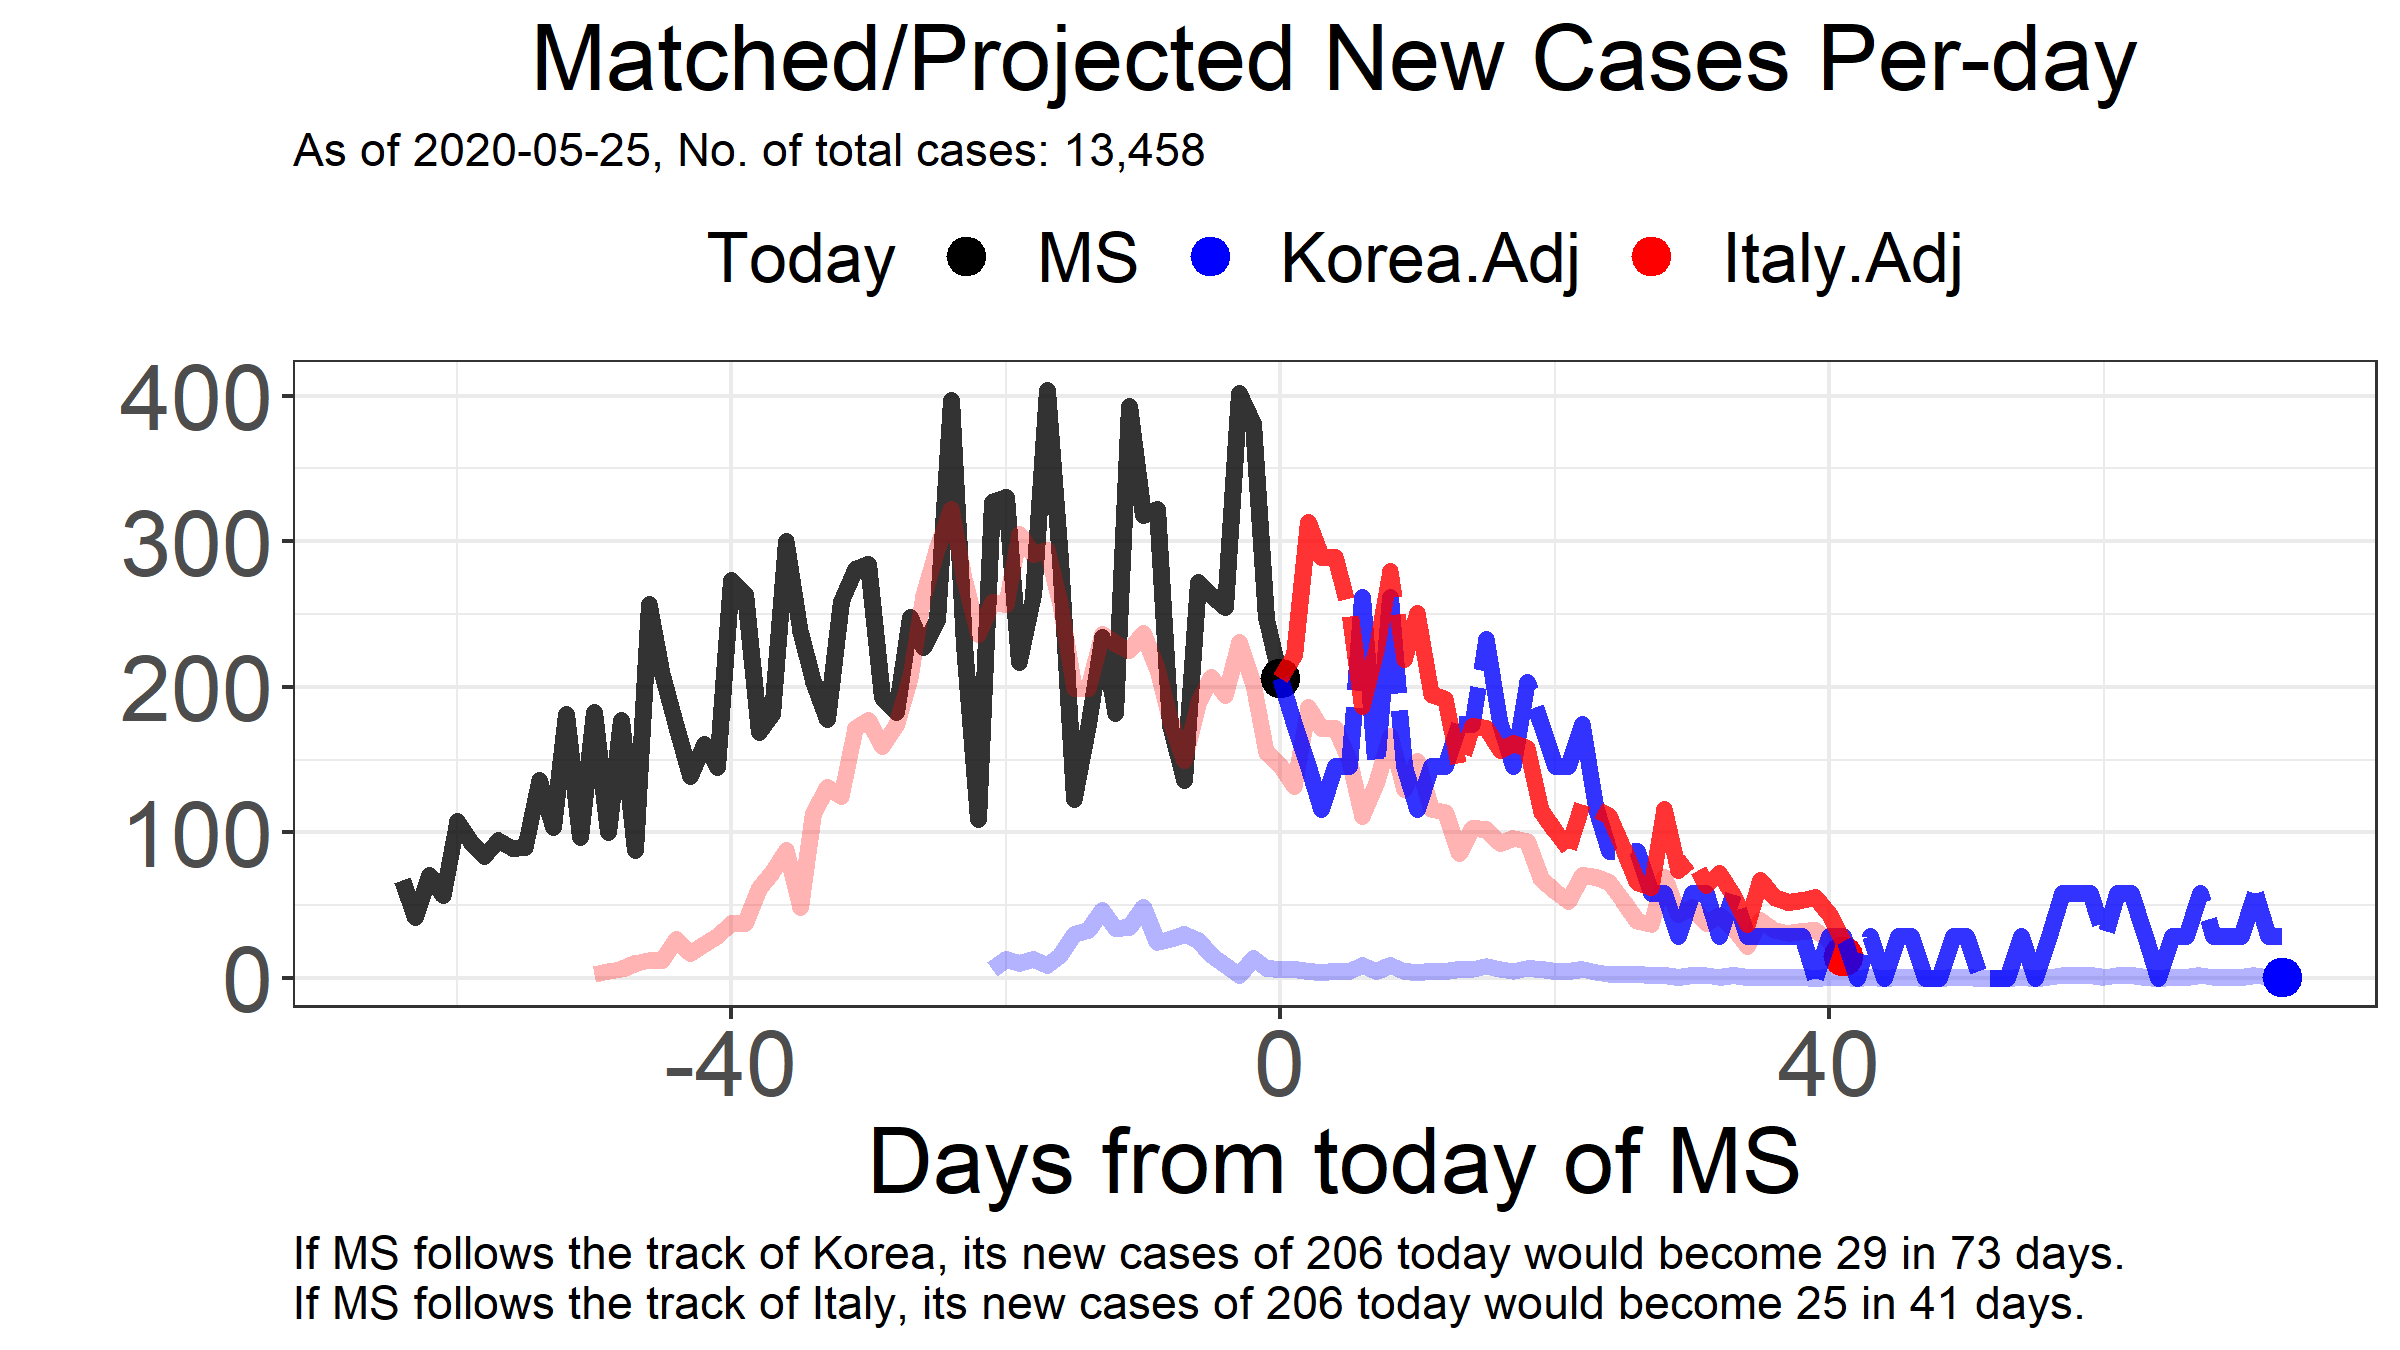 Matched/Projected New Cases Per-day
As of 2020-05-25, No. of total cases: 13,458
Today MS Korea.Adj Italy.Adj
400
300
200
100
0
-40 0 40
Days from today of MS
If MS follows the track of Korea, its new cases of 206 today would become 29 in 73 days.
If MS follows the track of Italy, its new cases of 206 today would become 25 in 41 days.